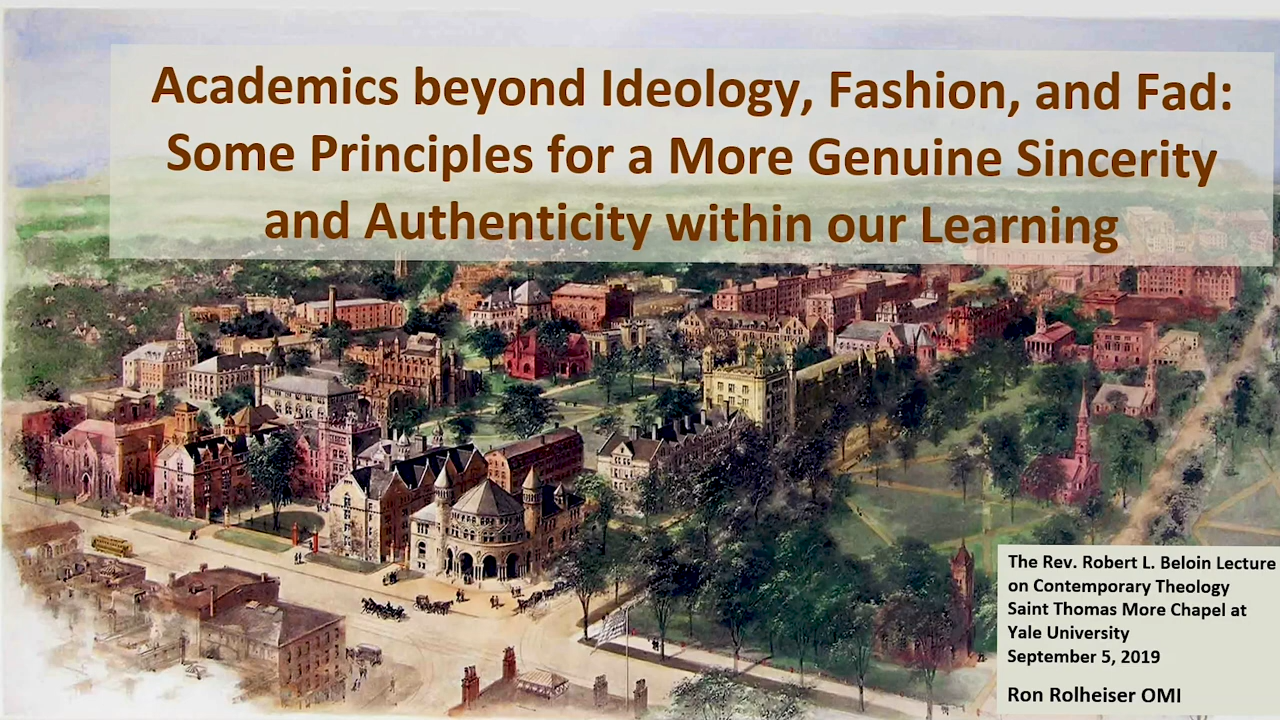 Academics beyond Ideology, Fashion, and Fad:
Some Principles for a More Genuine Sincerity
and Authenticity within our Learning
The Rev. Robert L. Beloin Lecture
on Contemporary Theology
Saint Thomas More Chapel at
Yale University
September 5, 2019
Ron Rolheiser OMI